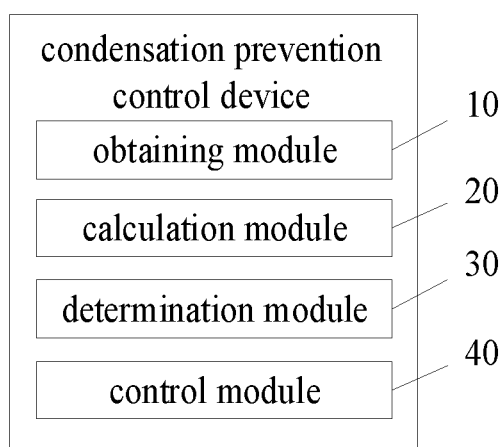 condensation prevention
control device
obtaining module
10
calculation module
20
determination module
30
control module
40